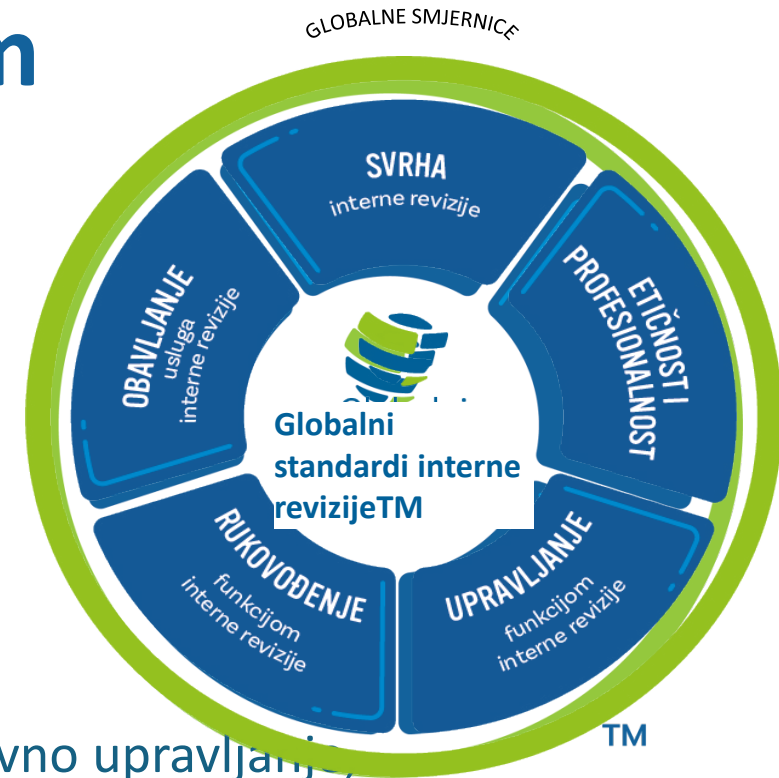 GLOBALNE SMJERNICE
SVRHA
interne revizije
ETIČNOST I
PROFESIONALNOST
UPRAVLJANJE
funkcijom
interne revizije
RUKOVOĐENJE
funkcijom
interne revizije
OBAVLJANJE
usluga
interne revizije
Globalni
standardi interne
revizijeTM
TM
upravljanje,